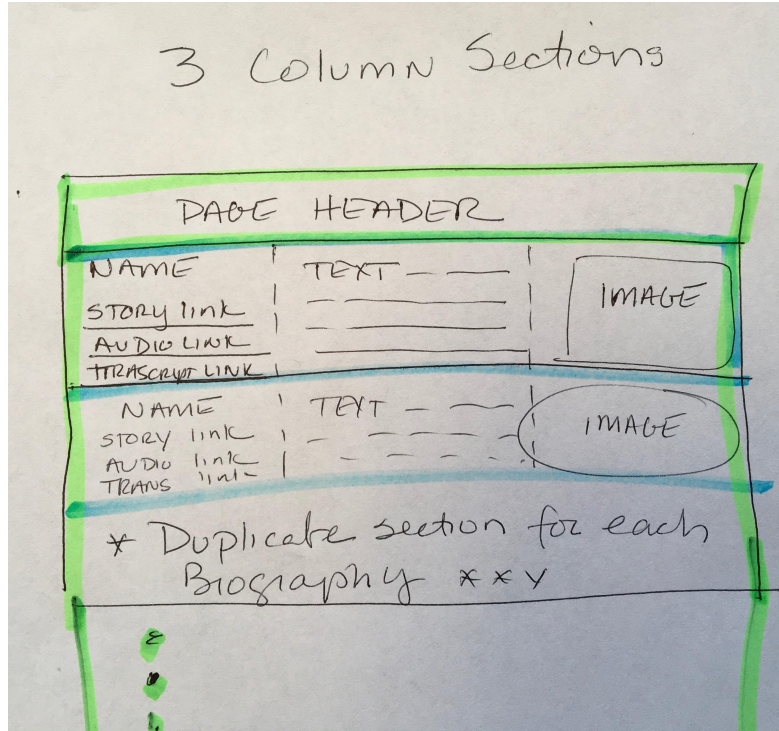 3 Column Sections
PAGE HEADER
NAME
STORY link
AUDIO LINK
TTRASCRIPT LINK
TEXT
IMAGE
NAME
STORY link
AUDIO link
TRANS link
TEXT
IMAGE
* Duplicate section for each
Biography * * Y